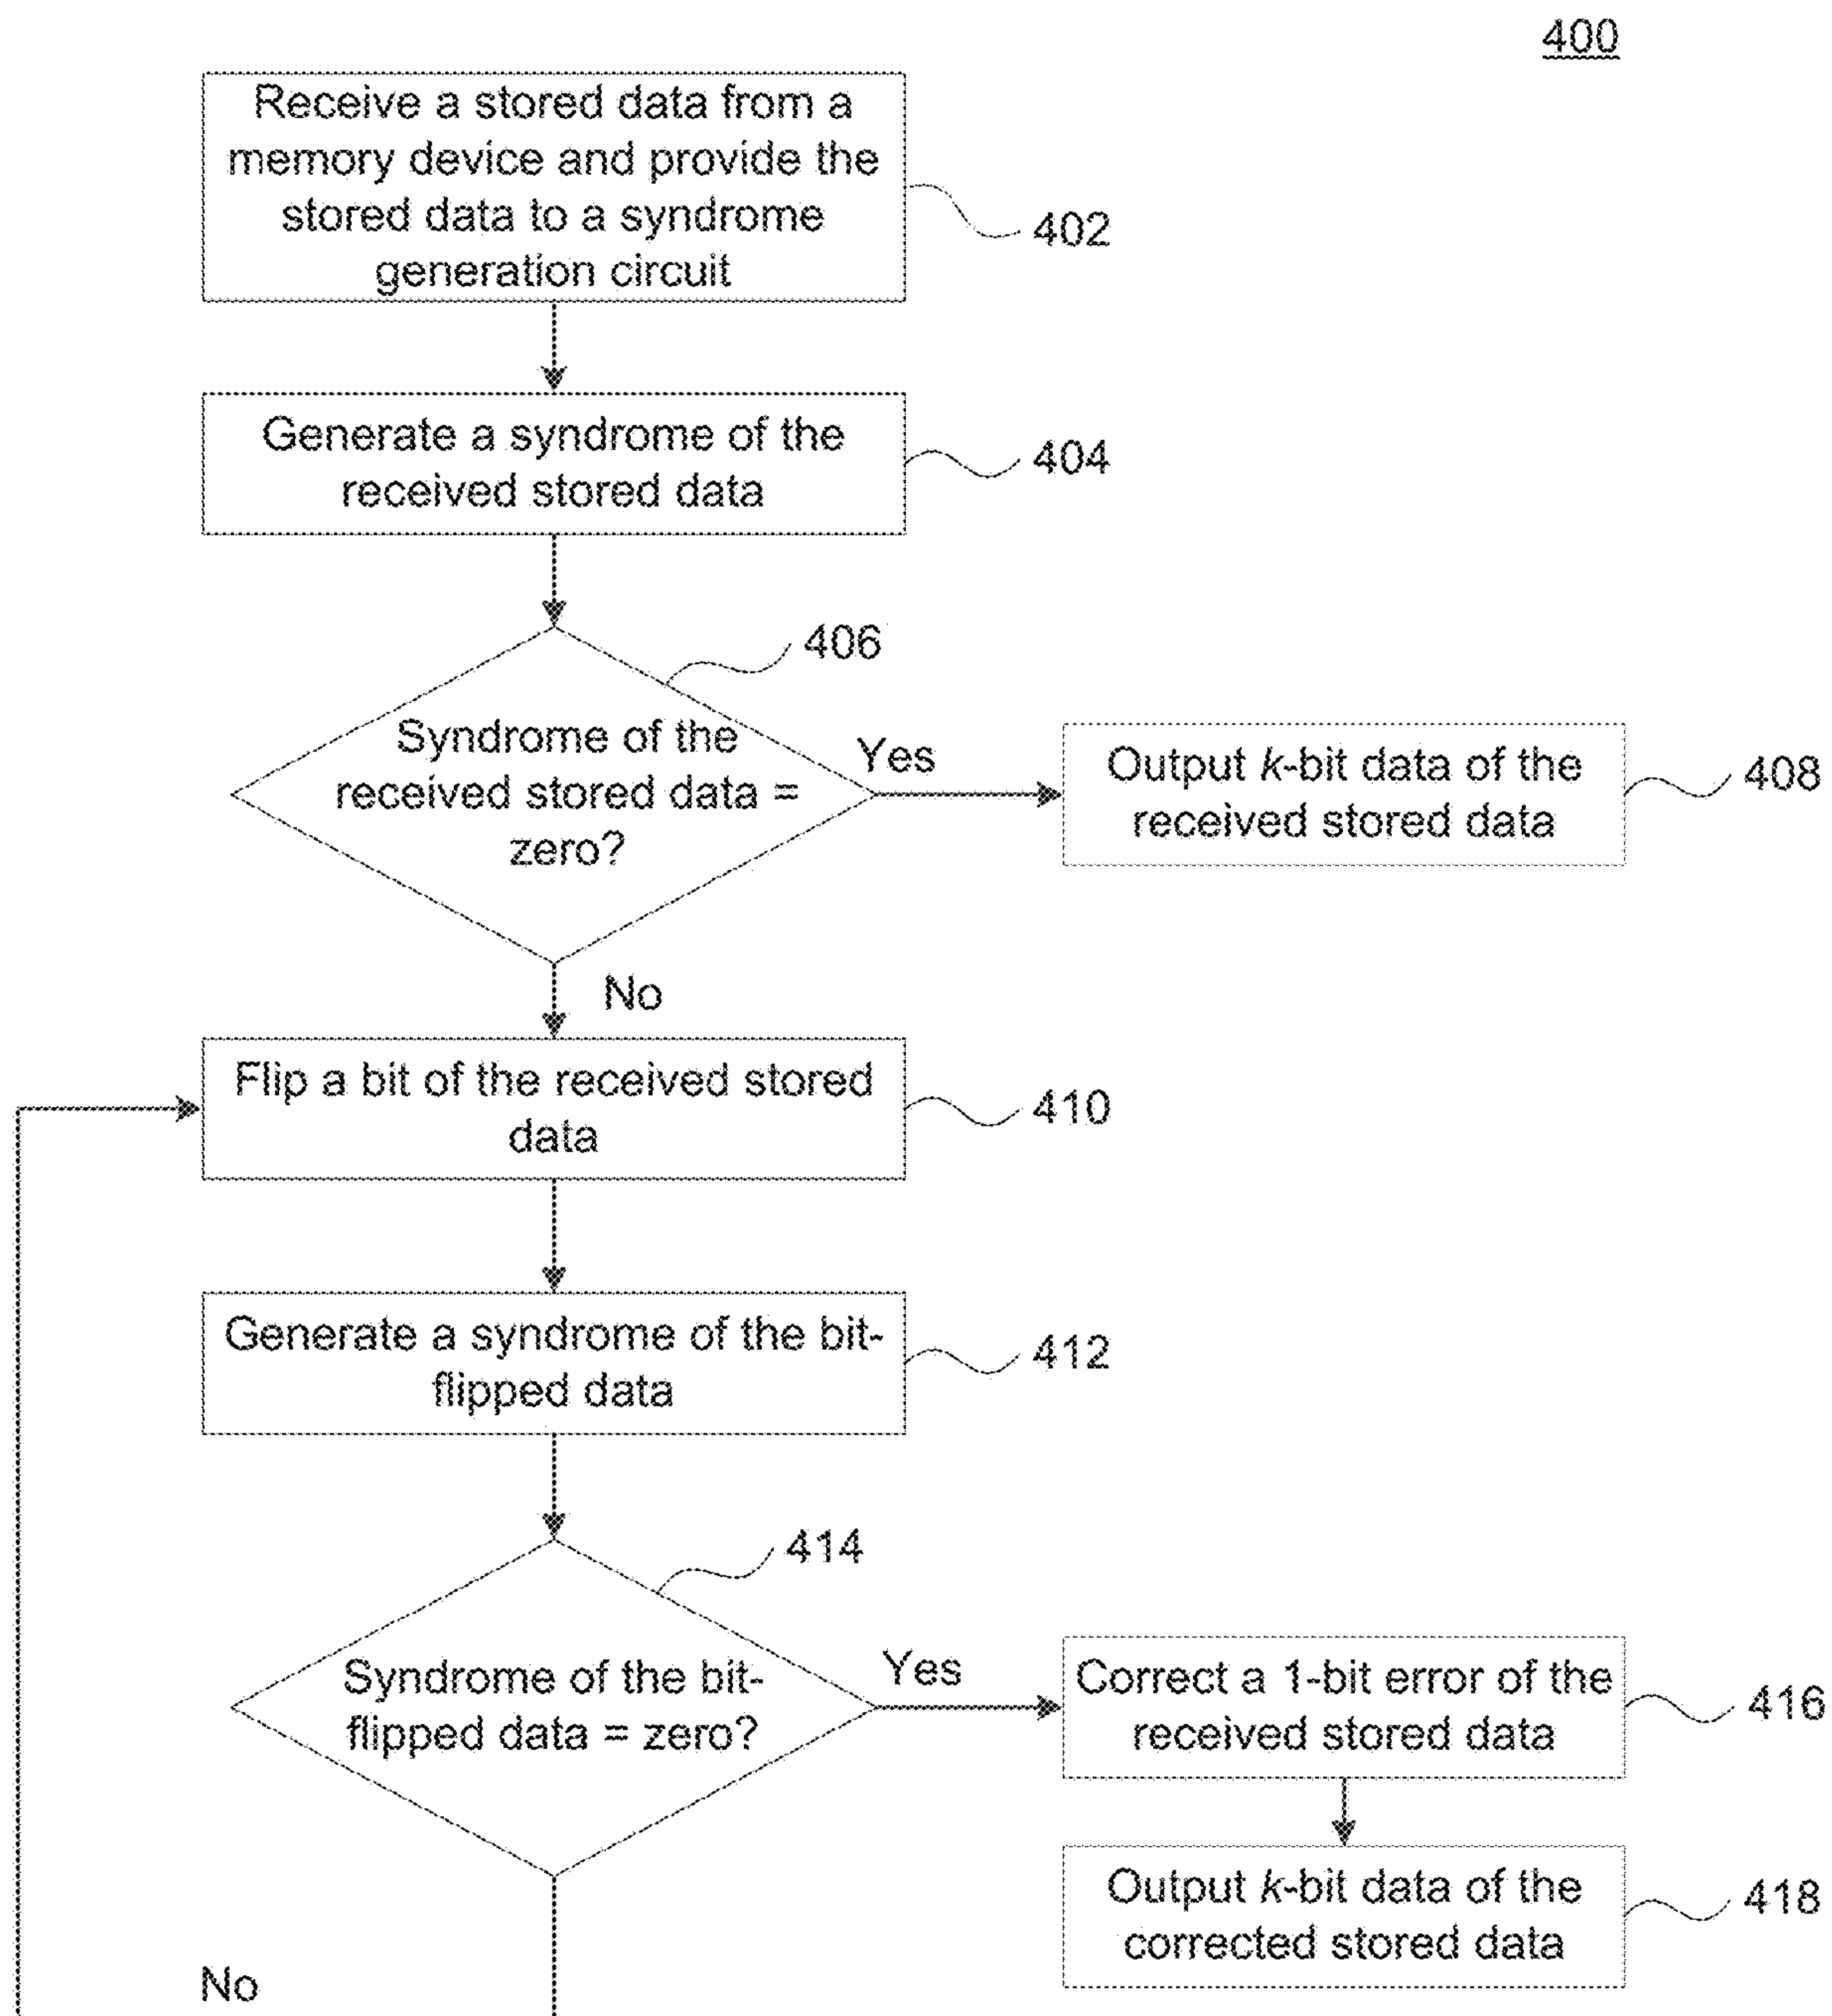 400
Receive a stored data from a
memory device and provide the
stored data to a syndrome
generation circuit
402
Generate a syndrome of the
received stored data
404
406
Syndrome of the
received stored data =
zero?
Yes
Output k-bit data of the
received stored data
408
No
Flip a bit of the received stored
data
410
Generate a syndrome of the bit-
flipped data
412
414
Syndrome of the bit-
flipped data = zero?
Yes
Correct a 1-bit error of the
received stored data
416
Output k-bit data of the
corrected stored data
418
No